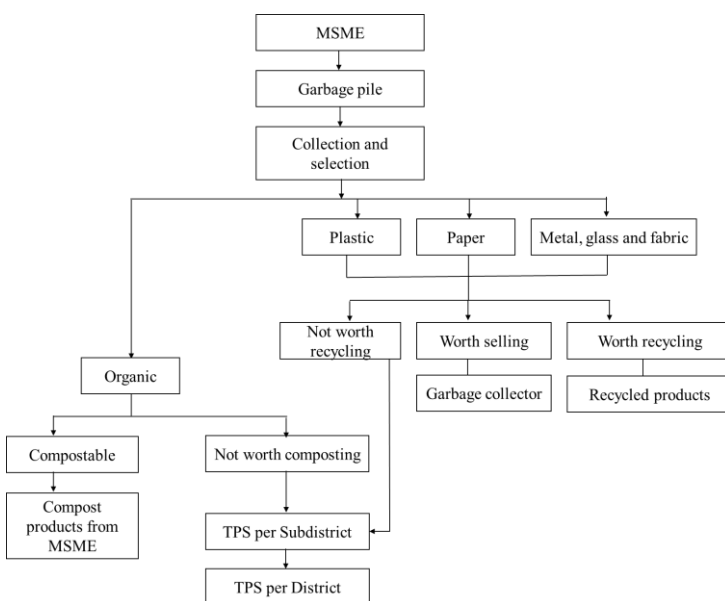 MSME
Garbage pile
Collection and
selection
Plastic
Paper
Metal, glass and fabric
Not worth
recycling
Worth selling
Worth recycling
Organic
Garbage collector
Recycled products
Compostable
Not worth composting
Compost
products from
MSME
TPS per Subdistrict
TPS per District